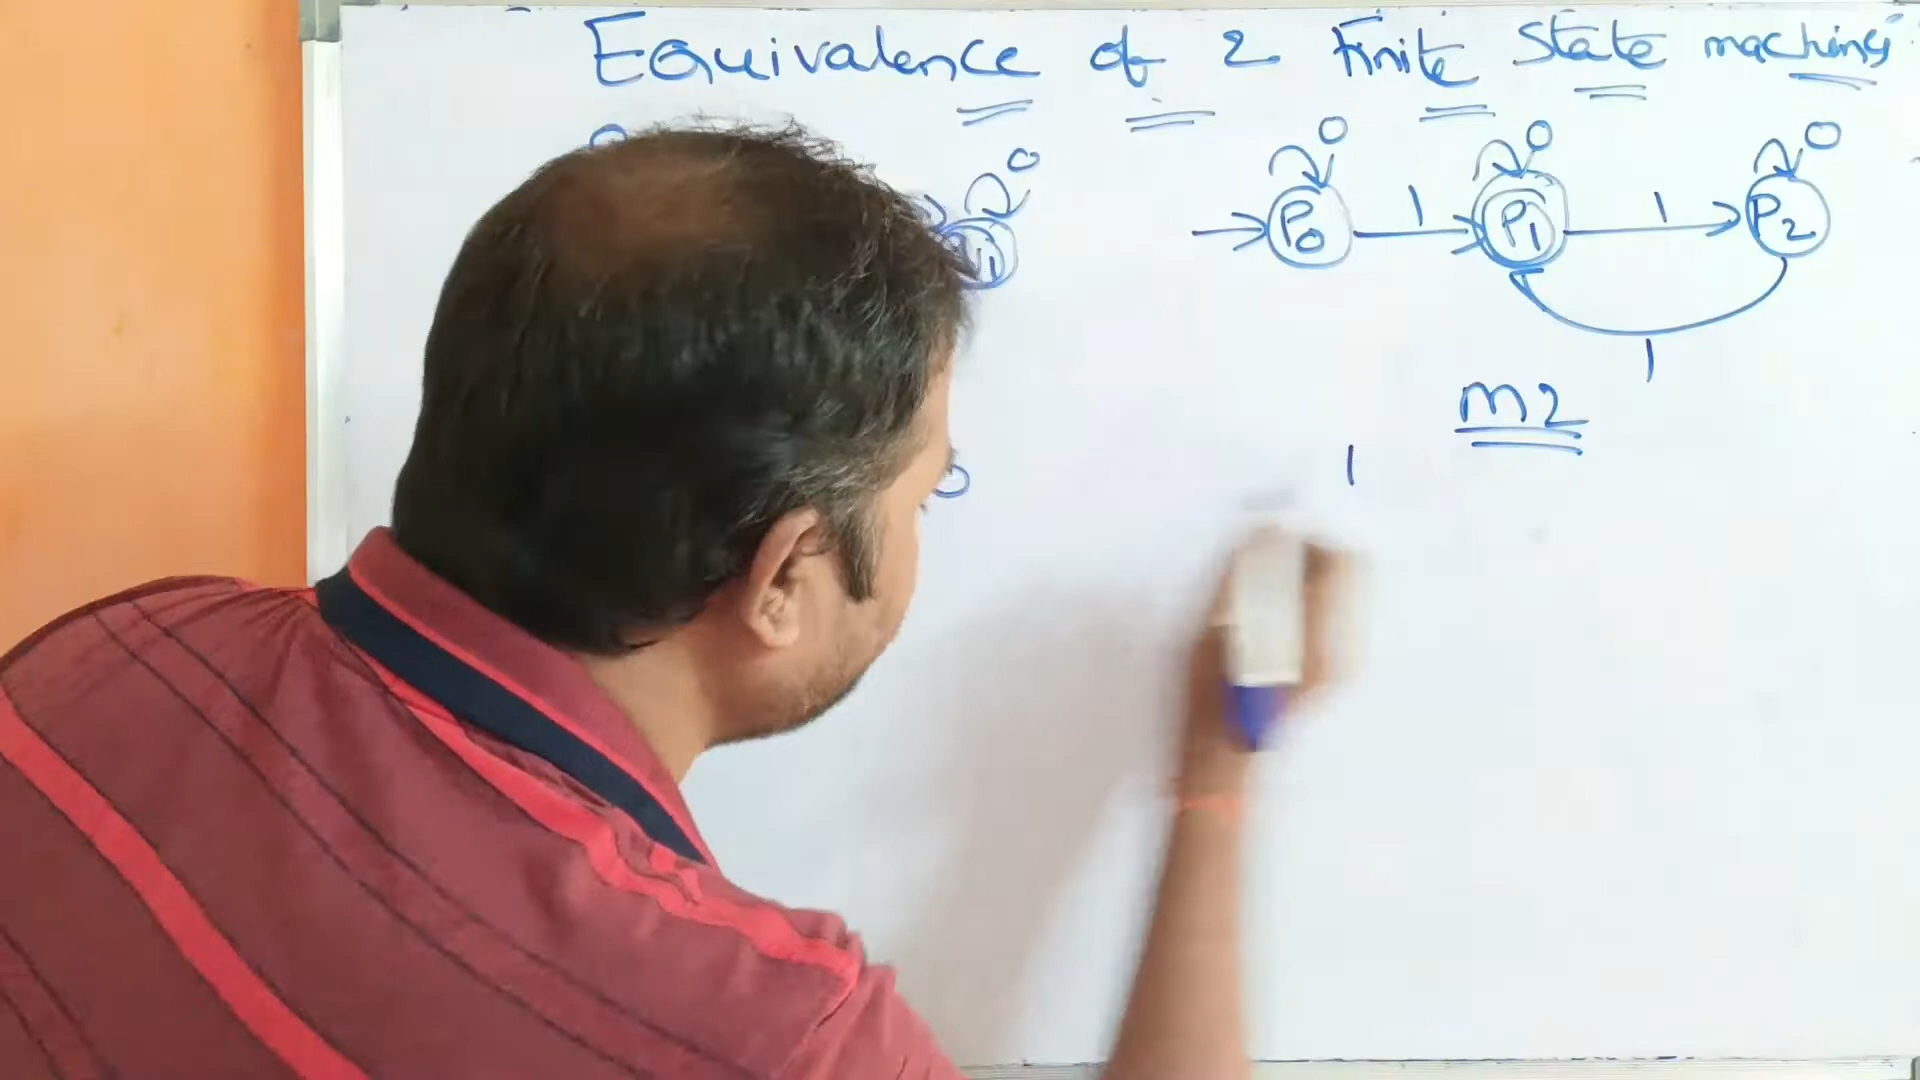 Equivalence of 2 Finite State machines
0 0 0 0
P0 1 P1 1 P2
1
M2
0 1